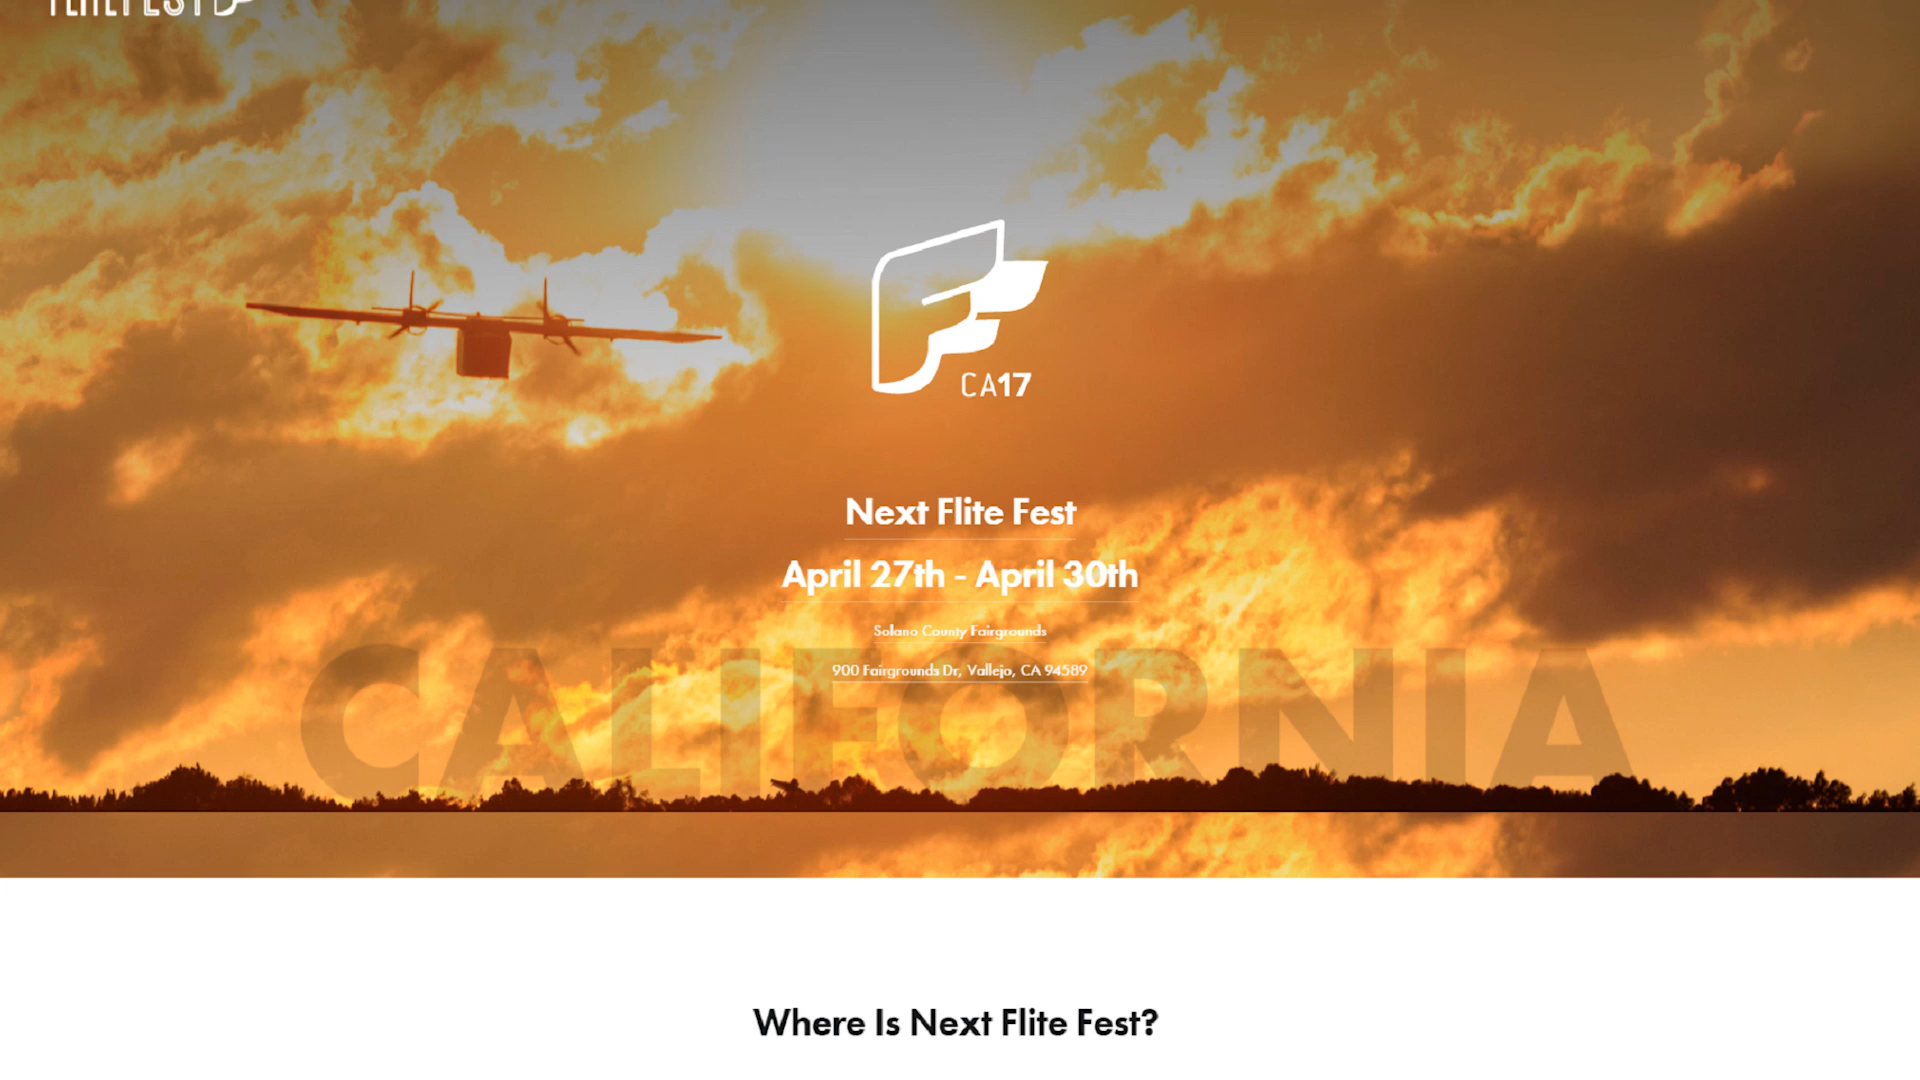 FLITEFEST
CA17
Next Flite Fest
April 27th - April 30th
Solano County Fairgrounds
900 Fairgrounds Dr, Vallejo, CA 94589
CALIFORNIA
Where Is Next Flite Fest?